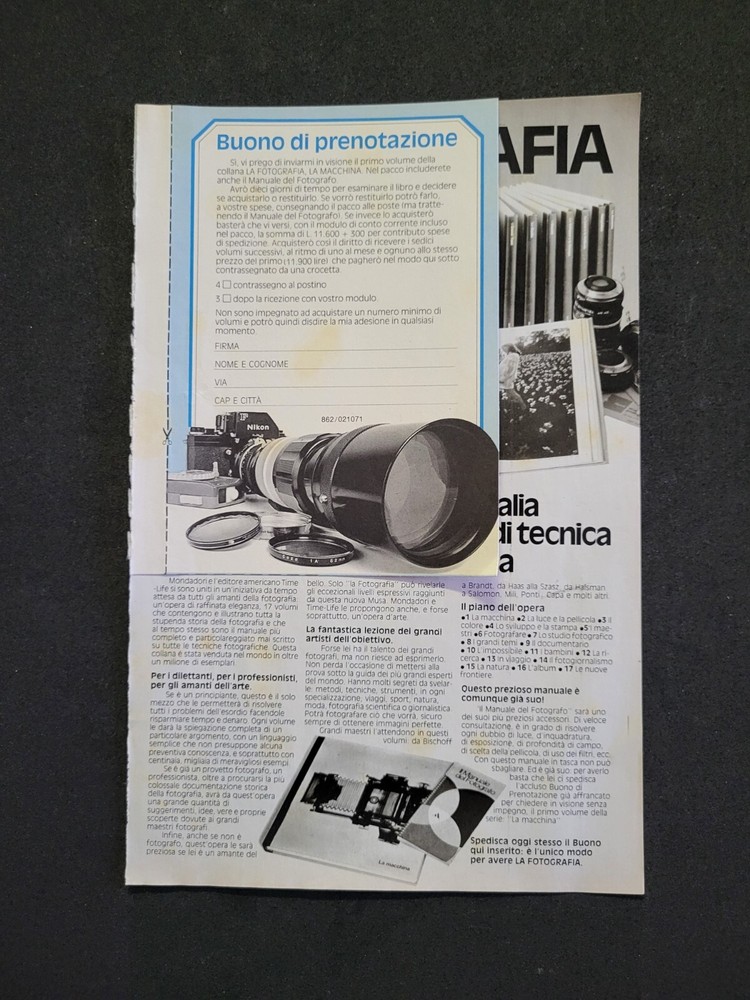 Buono di prenotazione
Sì, vi prego di inviarmi in visione il primo volume della
collana LA FOTOGRAFIA, LA MACCHINA. Nel pacco includerete
anche il Manuale del Fotografo.
Avrò dieci giorni di tempo per esaminare il libro e decidere
se acquistarlo o restituirlo. Se vorrò restituirlo potrò farlo,
a vostre spese, consegnando il pacco alle poste (ma tratte-
nendo il Manuale del Fotografo). Se invece lo acquisterò
basterà che vi versi, con il modulo di conto corrente incluso
nel pacco, la somma di L. 11.600 + 300 per contributo spese
di spedizione. Acquisterò così il diritto di ricevere i sedici
volumi successivi, al ritmo di uno al mese e ognuno allo stesso
prezzo del primo (11.900 lire) che pagherò nel modo qui sotto
contrassegnato da una crocetta.
4 contrassegno al postino
3 dopo la ricezione con vostro modulo.
Non sono impegnato ad acquistare un numero minimo di
volumi e potrò quindi disdire la mia adesione in qualsiasi
momento.
FIRMA
NOME E COGNOME
VIA
CAP E CITTÀ
862/021071
Nikon
AFIA
alia
di tecnica
a
Mondadori e l'editore americano Time
-Life si sono uniti in un'iniziativa da tempo
attesa da tutti gli amanti della fotografia:
un'opera di raffinata eleganza, 17 volumi
che contengono e illustrano tutta la
stupenda storia della fotografia e che
al tempo stesso sono il manuale più
completo e particolareggiato mai scritto
su tutte le tecniche fotografiche. Questa
collana è stata venduta nel mondo in oltre
un milione di esemplari.
Per i dilettanti, per i professionisti,
per gli amanti dell'arte.
Se è un principiante, questo è il solo
mezzo che le permetterà di risolvere
tutti i problemi dell'esordio facendole
risparmiare tempo e denaro. Ogni volume
le darà la spiegazione completa di un
particolare argomento, con un linguaggio
semplice che non presuppone alcuna
preventiva conoscenza, e soprattutto con
centinaia, migliaia di meravigliosi esempi.
Se è già un provetto fotografo, un
professionista, oltre a procurarsi la più
colossale documentazione storica
della fotografia, avrà da quest'opera
una grande quantità di
suggerimenti, idee, vere e proprie
scoperte dovute ai grandi
maestri fotografi.
Infine, anche se non è
fotografo, quest'opera le sarà
preziosa se lei è un amante del
bello. Solo "la Fotografia" può rivelarle
gli eccezionali livelli espressivi raggiunti
da questa nuova Musa. Mondadori e
Time-Life le propongono anche, e forse
soprattutto, un'opera d'arte.
La fantastica lezione dei grandi
artisti dell'obiettivo.
Forse lei ha il talento dei grandi
fotografi, ma non riesce ad esprimerlo.
Non perda l'occasione di mettersi alla
prova sotto la guida dei più grandi esperti
del mondo. Hanno molti segreti da svelar-
le: metodi, tecniche, strumenti, in ogni
specializzazione, viaggi, sport, natura,
moda, fotografia scientifica o giornalistica.
Potrà fotografare ciò che vorrà, sicuro
sempre di ottenere immagini perfette.
Grandi maestri l'attendono in questi
volumi: da Bischoff
a Brandt, da Haas alla Szasz, da Halsman
a Salomon, Mili, Ponti, Capa e molti altri.
Il piano dell'opera
•1 La macchina •2 La luce e la pellicola •3 Il
colore •4 Lo sviluppo e la stampa •5 I mae-
stri •6 Fotografare •7 Lo studio fotografico
•8 I grandi temi •9 Il documentario
•10 L'impossibile •11 I bambini •12 La ri-
cerca •13 In viaggio •14 Il fotogiornalismo
•15 La natura •16 L'album •17 Le nuove
frontiere.
Questo prezioso manuale è
comunque già suo!
"Il Manuale del Fotografo" sarà uno
dei suoi più preziosi accessori. Di veloce
consultazione, è in grado di risolvere
ogni dubbio di luce, d'inquadratura,
di esposizione, di profondità di campo,
di scelta della pellicola, di uso dei filtri, ecc.
Con questo manuale in tasca non può
sbagliare. Ed è già suo: per averlo
basta che lei ci spedisca
l'accluso Buono di
Prenotazione già affrancato
per chiedere in visione senza
impegno, il primo volume della
serie: "La macchina"
Spedisca oggi stesso il Buono
qui inserito: è l'unico modo
per avere LA FOTOGRAFIA.
il Manuale
del Fotografo
La macchina